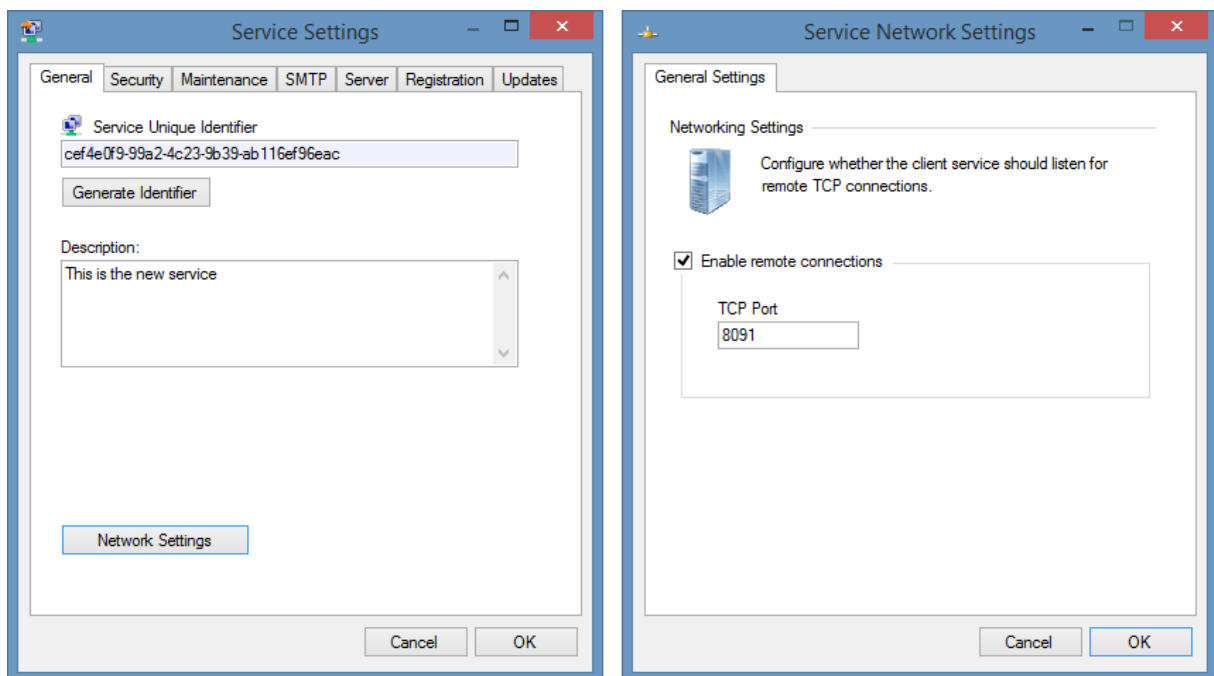 Service Settings
General Security Maintenance SMTP Server Registration Updates
Service Unique Identifier
cef4e0f9-99a2-4c23-9b39-ab116ef96eac
Generate Identifier
Description:
This is the new service
Network Settings
Cancel OK
Service Network Settings
General Settings
Networking Settings
Configure whether the client service should listen for
remote TCP connections.
Enable remote connections
TCP Port
8091
Cancel OK